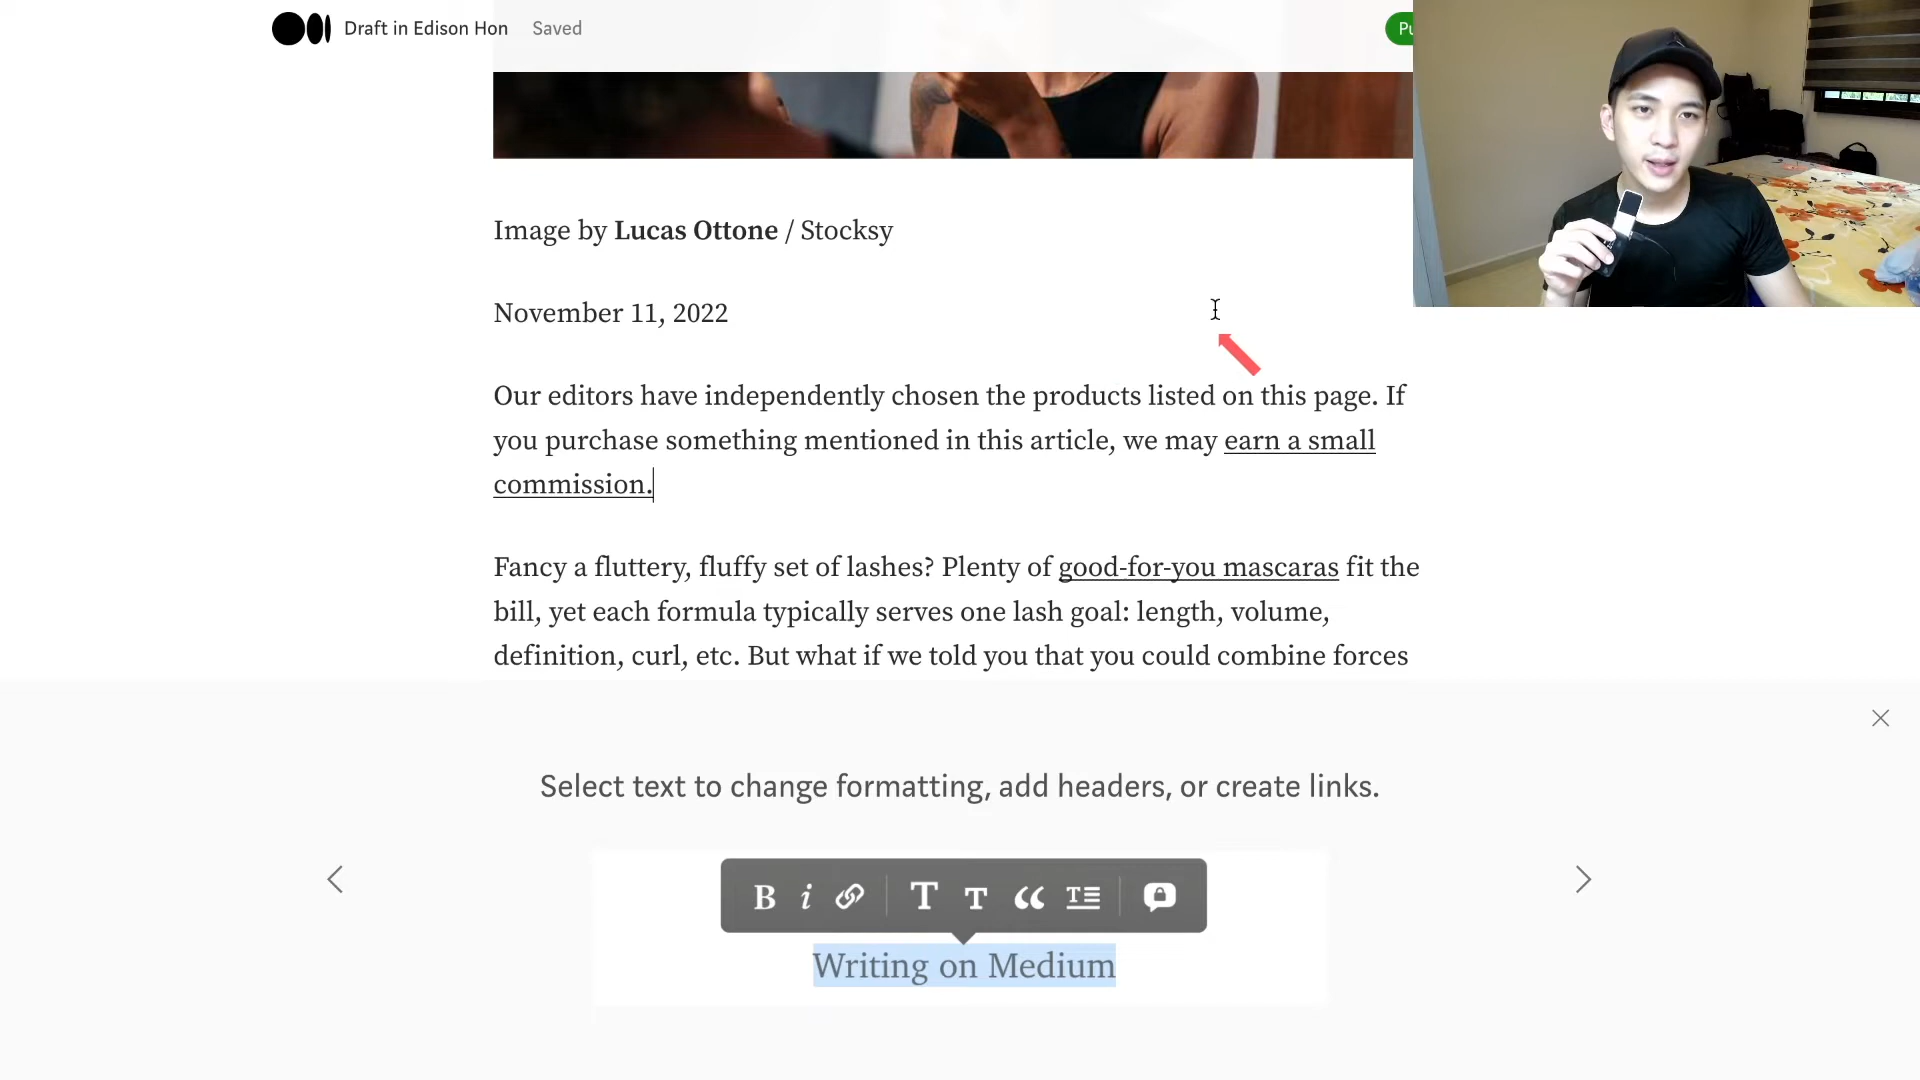 Draft in Edison Hon Saved Pu
Image by Lucas Ottone / Stocksy
November 11, 2022
Our editors have independently chosen the products listed on this page. If
you purchase something mentioned in this article, we may earn a small
commission.
Fancy a fluttery, fluffy set of lashes? Plenty of good-for-you mascaras fit the
bill, yet each formula typically serves one lash goal: length, volume,
definition, curl, etc. But what if we told you that you could combine forces
Select text to change formatting, add headers, or create links.
B i T T “ T
Writing on Medium